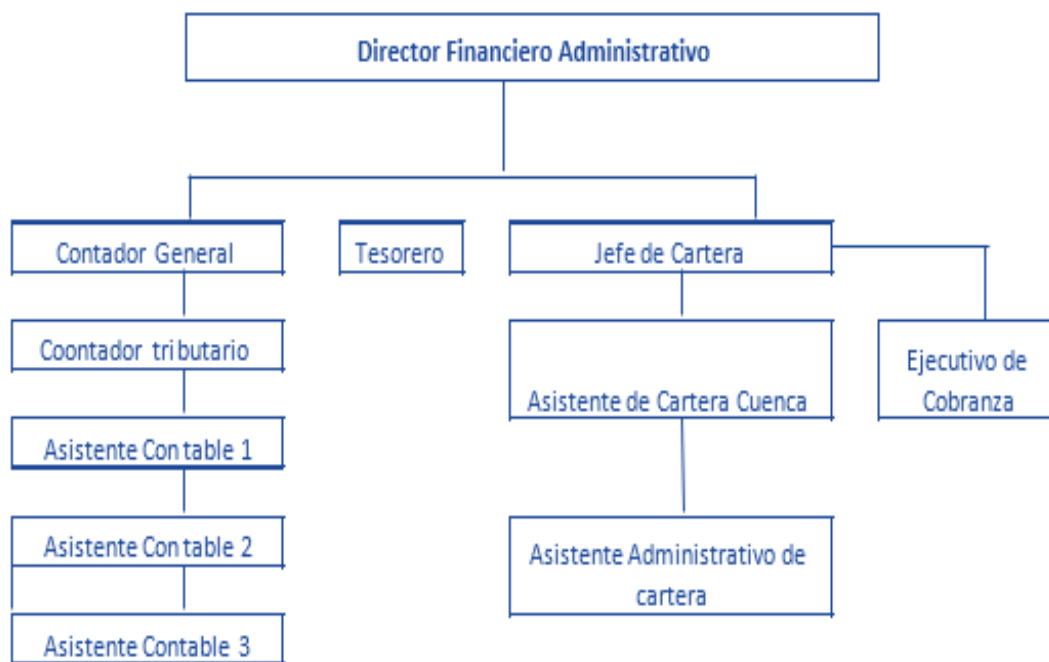 Director Financiero Administrativo
Contador General
Tesorero
Jefe de Cartera
Coontador tributario
Asistente de Cartera Cuenca
Ejecutivo de
Cobranza
Asistente Contable 1
Asistente Contable 2
Asistente Administrativo de
cartera
Asistente Contable 3